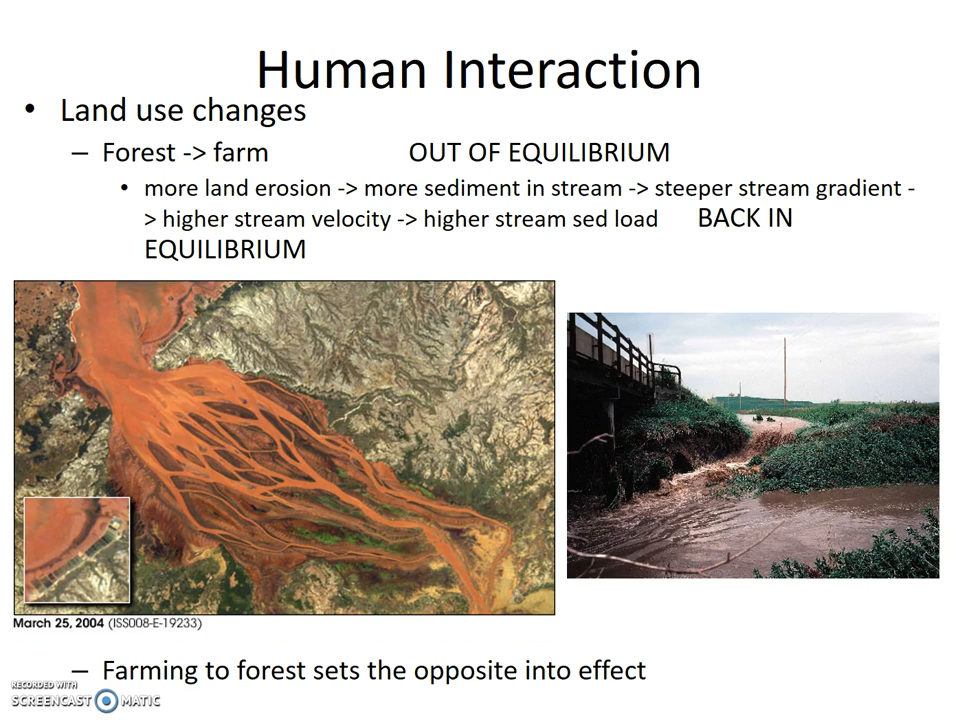 Human Interaction
• Land use changes
– Forest -> farm OUT OF EQUILIBRIUM
• more land erosion -> more sediment in stream -> steeper stream gradient -
> higher stream velocity -> higher stream sed load BACK IN
EQUILIBRIUM
March 25, 2004 (ISS008-E-19233)
– Farming to forest sets the opposite into effect
RECORDED WITH
SCREENCAST MATIC